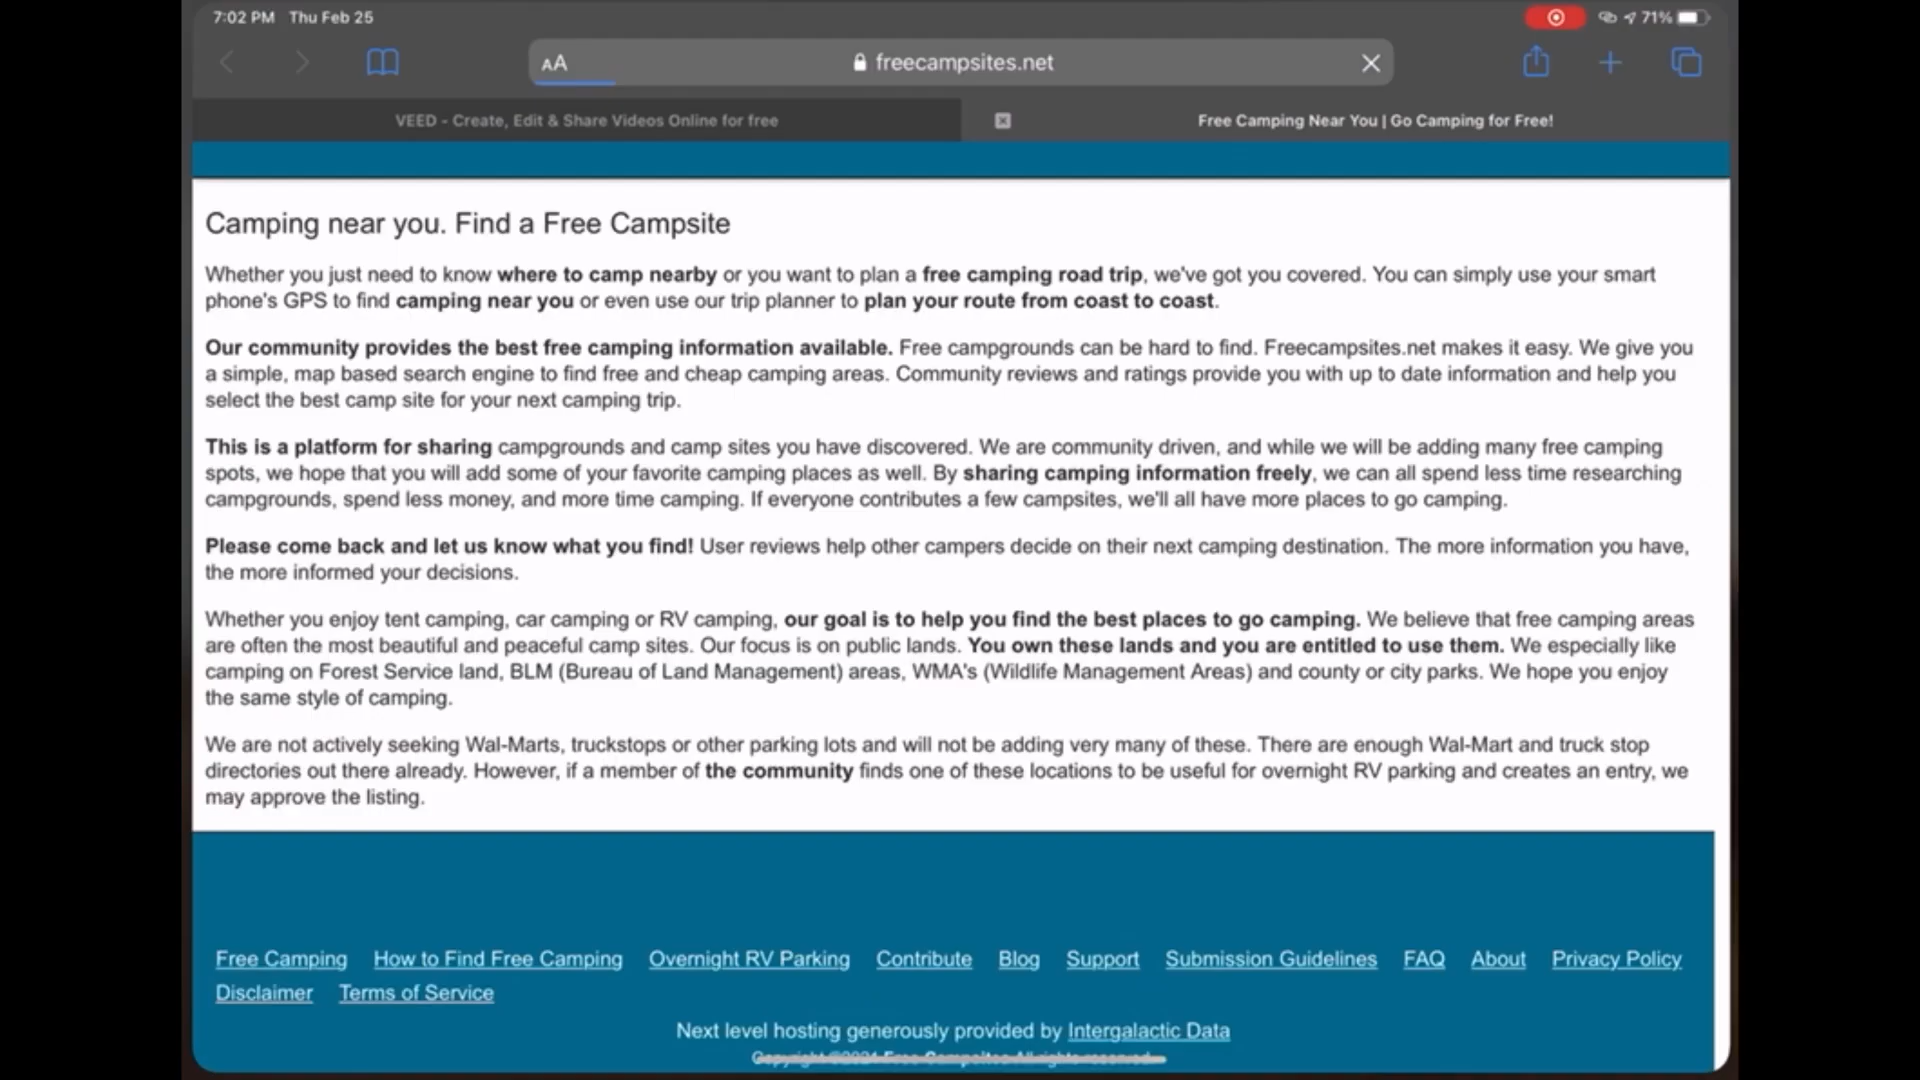 7:02 PM Thu Feb 25
71%
AA freecampsites.net
VEED - Create, Edit & Share Videos Online for free
Free Camping Near You | Go Camping for Free!
Camping near you. Find a Free Campsite
Whether you just need to know where to camp nearby or you want to plan a free camping road trip, we've got you covered. You can simply use your smart
phone's GPS to find camping near you or even use our trip planner to plan your route from coast to coast.
Our community provides the best free camping information available. Free campgrounds can be hard to find. Freecampsites.net makes it easy. We give you
a simple, map based search engine to find free and cheap camping areas. Community reviews and ratings provide you with up to date information and help you
select the best camp site for your next camping trip.
This is a platform for sharing campgrounds and camp sites you have discovered. We are community driven, and while we will be adding many free camping
spots, we hope that you will add some of your favorite camping places as well. By sharing camping information freely, we can all spend less time researching
campgrounds, spend less money, and more time camping. If everyone contributes a few campsites, we'll all have more places to go camping.
Please come back and let us know what you find! User reviews help other campers decide on their next camping destination. The more information you have,
the more informed your decisions.
Whether you enjoy tent camping, car camping or RV camping, our goal is to help you find the best places to go camping. We believe that free camping areas
are often the most beautiful and peaceful camp sites. Our focus is on public lands. You own these lands and you are entitled to use them. We especially like
camping on Forest Service land, BLM (Bureau of Land Management) areas, WMA's (Wildlife Management Areas) and county or city parks. We hope you enjoy
the same style of camping.
We are not actively seeking Wal-Marts, truckstops or other parking lots and will not be adding very many of these. There are enough Wal-Mart and truck stop
directories out there already. However, if a member of the community finds one of these locations to be useful for overnight RV parking and creates an entry, we
may approve the listing.
Free Camping How to Find Free Camping Overnight RV Parking Contribute Blog Support Submission Guidelines FAQ About Privacy Policy
Disclaimer Terms of Service
Next level hosting generously provided by Intergalactic Data
Copyright ©2021 Free Campsites All rights reserved